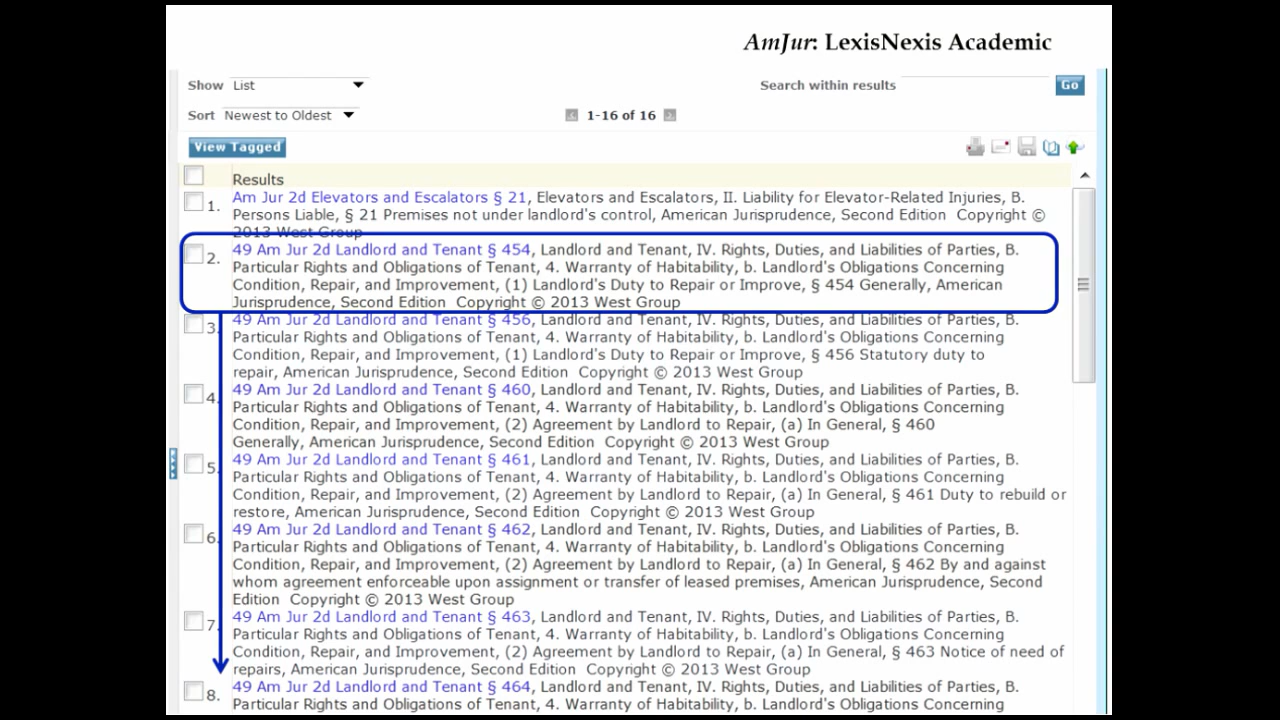 AmJur: LexisNexis Academic
Show List
Search within results Go
Sort Newest to Oldest
1-16 of 16
View Tagged
Results
1. Am Jur 2d Elevators and Escalators § 21, Elevators and Escalators, II. Liability for Elevator-Related Injuries, B.
Persons Liable, § 21 Premises not under landlord's control, American Jurisprudence, Second Edition Copyright ©
2013 West Group
2. 49 Am Jur 2d Landlord and Tenant § 454, Landlord and Tenant, IV. Rights, Duties, and Liabilities of Parties, B.
Particular Rights and Obligations of Tenant, 4. Warranty of Habitability, b. Landlord's Obligations Concerning
Condition, Repair, and Improvement, (1) Landlord's Duty to Repair or Improve, § 454 Generally, American
Jurisprudence, Second Edition Copyright © 2013 West Group
3. 49 Am Jur 2d Landlord and Tenant § 456, Landlord and Tenant, IV. Rights, Duties, and Liabilities of Parties, B.
Particular Rights and Obligations of Tenant, 4. Warranty of Habitability, b. Landlord's Obligations Concerning
Condition, Repair, and Improvement, (1) Landlord's Duty to Repair or Improve, § 456 Statutory duty to
repair, American Jurisprudence, Second Edition Copyright © 2013 West Group
4. 49 Am Jur 2d Landlord and Tenant § 460, Landlord and Tenant, IV. Rights, Duties, and Liabilities of Parties, B.
Particular Rights and Obligations of Tenant, 4. Warranty of Habitability, b. Landlord's Obligations Concerning
Condition, Repair, and Improvement, (2) Agreement by Landlord to Repair, (a) In General, § 460
Generally, American Jurisprudence, Second Edition Copyright © 2013 West Group
5. 49 Am Jur 2d Landlord and Tenant § 461, Landlord and Tenant, IV. Rights, Duties, and Liabilities of Parties, B.
Particular Rights and Obligations of Tenant, 4. Warranty of Habitability, b. Landlord's Obligations Concerning
Condition, Repair, and Improvement, (2) Agreement by Landlord to Repair, (a) In General, § 461 Duty to rebuild or
restore, American Jurisprudence, Second Edition Copyright © 2013 West Group
6. 49 Am Jur 2d Landlord and Tenant § 462, Landlord and Tenant, IV. Rights, Duties, and Liabilities of Parties, B.
Particular Rights and Obligations of Tenant, 4. Warranty of Habitability, b. Landlord's Obligations Concerning
Condition, Repair, and Improvement, (2) Agreement by Landlord to Repair, (a) In General, § 462 By and against
whom agreement enforceable upon assignment or transfer of leased premises, American Jurisprudence, Second
Edition Copyright © 2013 West Group
7. 49 Am Jur 2d Landlord and Tenant § 463, Landlord and Tenant, IV. Rights, Duties, and Liabilities of Parties, B.
Particular Rights and Obligations of Tenant, 4. Warranty of Habitability, b. Landlord's Obligations Concerning
Condition, Repair, and Improvement, (2) Agreement by Landlord to Repair, (a) In General, § 463 Notice of need of
repairs, American Jurisprudence, Second Edition Copyright © 2013 West Group
8. 49 Am Jur 2d Landlord and Tenant § 464, Landlord and Tenant, IV. Rights, Duties, and Liabilities of Parties, B.
Particular Rights and Obligations of Tenant, 4. Warranty of Habitability, b. Landlord's Obligations Concerning